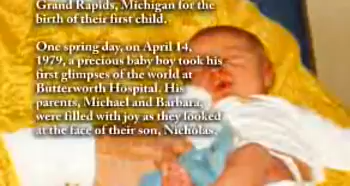 Grand Rapids, Michigan for the
birth of their first child.
One spring day, on April 14,
1979, a precious baby boy took his
first glimpses of the world at
Butterworth Hospital. His
parents, Michael and Barbara,
were filled with joy as they looked
at the face of their son, Nicholas.